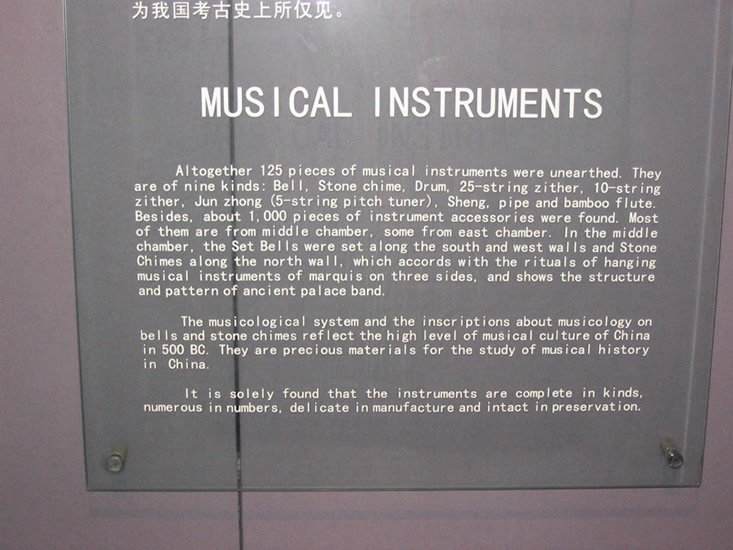 为我国考古史上所仅见。
MUSICAL INSTRUMENTS
Altogether 125 pieces of musical instruments were unearthed. They
are of nine kinds: Bell, Stone chime, Drum, 25-string zither, 10-string
zither, Jun zhong (5-string pitch tuner), Sheng, pipe and bamboo flute.
Besides, about 1,000 pieces of instrument accessories were found. Most
of them are from middle chamber, some from east chamber. In the middle
chamber, the Set Bells were set along the south and west walls and Stone
Chimes along the north wall, which accords with the rituals of hanging
musical instruments of marquis on three sides, and shows the structure
and pattern of ancient palace band.
The musicological system and the inscriptions about musicology on
bells and stone chimes reflect the high level of musical culture of China
in 500 BC. They are precious materials for the study of musical history
in China.
It is solely found that the instruments are complete in kinds,
numerous in numbers, delicate in manufacture and intact in preservation.